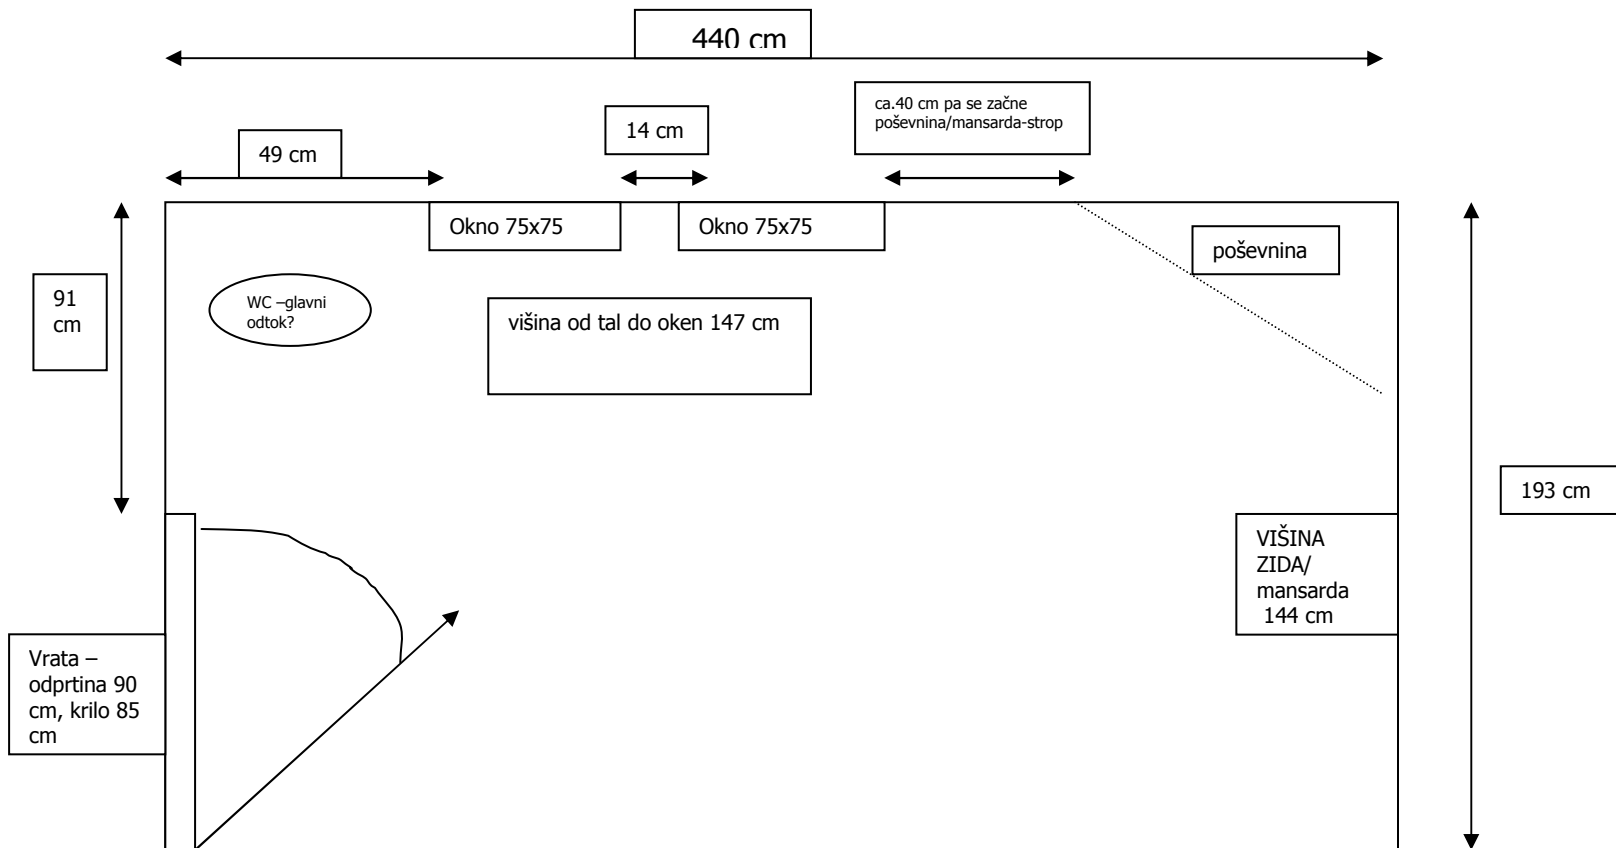 440 cm
ca.40 cm pa se začne
poševnina/mansarda-strop
14 cm
49 cm
Okno 75x75
Okno 75x75
poševnina
91
cm
WC –glavni
odtok?
višina od tal do oken 147 cm
193 cm
VIŠINA
ZIDA/
mansarda
144 cm
Vrata –
odprtina 90
cm, krilo 85
cm